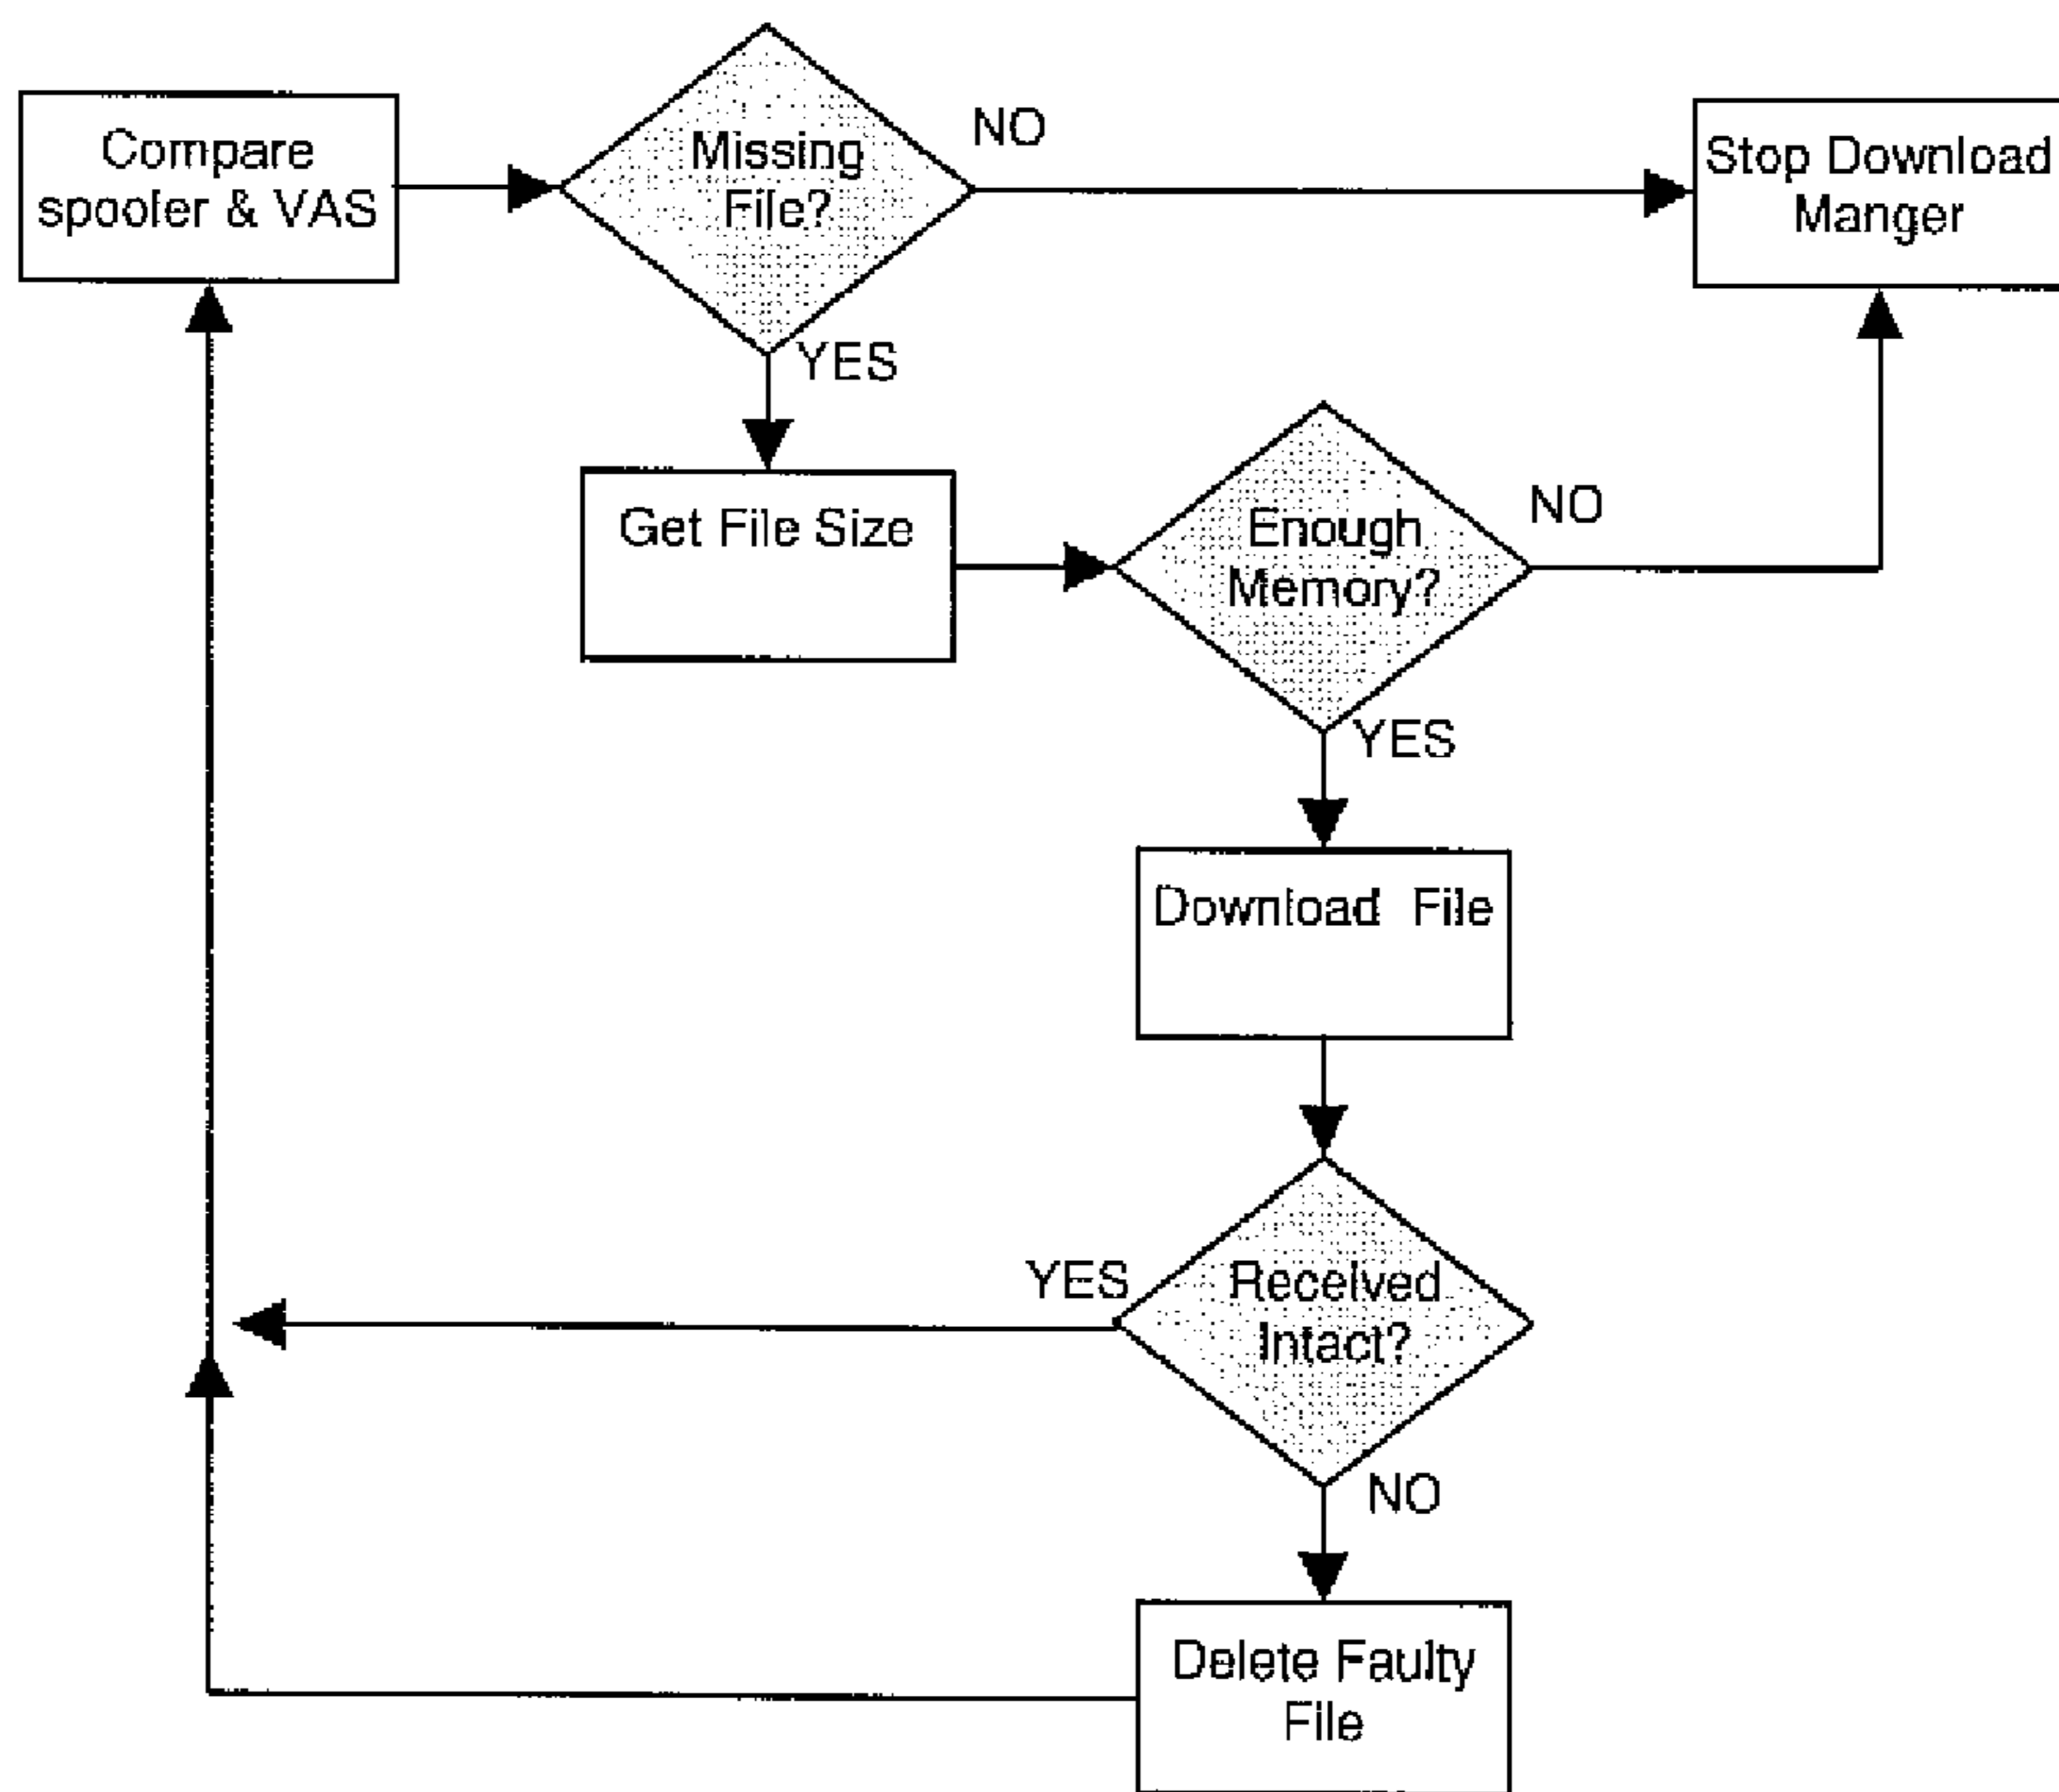 Compare
spooler & VAS
Missing
File?
NO
Stop Download
Manger
YES
Get File Size
Enough
Memory?
NO
YES
Download File
YES
Received
Intact?
NO
Delete Faulty
File